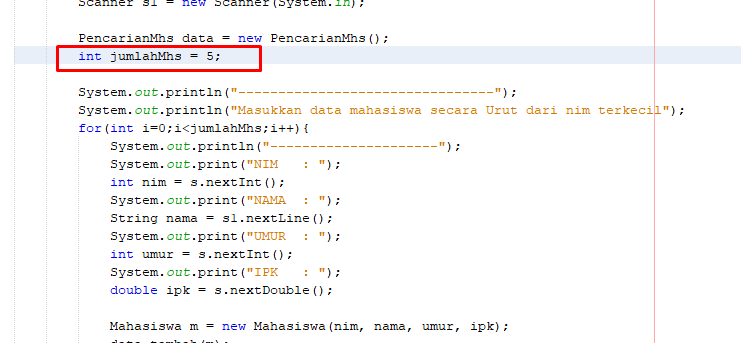 Scanner s1 = new Scanner(System.in);
PencarianMhs data = new PencarianMhs();
int jumlahMhs = 5;
System.out.println("--------------------------------");
System.out.println("Masukkan data mahasiswa secara Urut dari nim terkecil");
for(int i=0;i<jumlahMhs;i++){
System.out.println("---------------------");
System.out.print("NIM   : ");
int nim = s.nextInt();
System.out.print("NAMA  : ");
String nama = s1.nextLine();
System.out.print("UMUR  : ");
int umur = s.nextInt();
System.out.print("IPK   : ");
double ipk = s.nextDouble();
Mahasiswa m = new Mahasiswa(nim, nama, umur, ipk);
data.tambah(m);